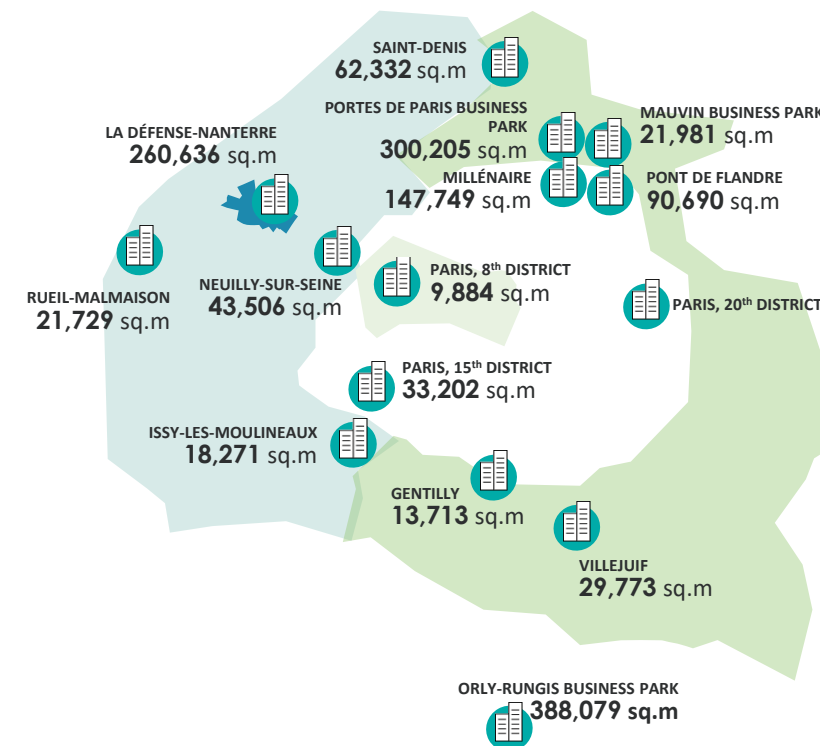 SAINT-DENIS
62,332 sq.m
PORTES DE PARIS BUSINESS
PARK
300,205 sq.m
MAUVIN BUSINESS PARK
21,981 sq.m
LA DÉFENSE-NANTERRE
260,636 sq.m
MILLÉNAIRE
147,749 sq.m
PONT DE FLANDRE
90,690 sq.m
RUEIL-MALMAISON
21,729 sq.m
NEUILLY-SUR-SEINE
43,506 sq.m
PARIS, 8th DISTRICT
9,884 sq.m
PARIS, 20th DISTRICT
PARIS, 15th DISTRICT
33,202 sq.m
ISSY-LES-MOULINEAUX
18,271 sq.m
GENTILLY
13,713 sq.m
VILLEJUIF
29,773 sq.m
ORLY-RUNGIS BUSINESS PARK
388,079 sq.m